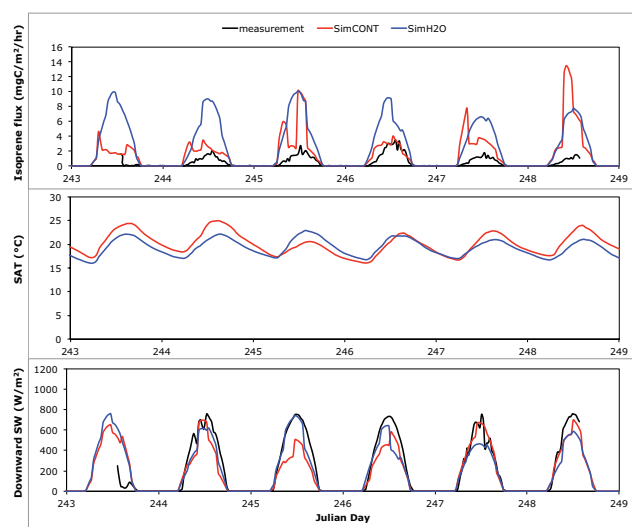 measurement SimCONT SimH2O
Isoprene flux (mgC/m²/hr)
16
14
12
10
8
6
4
2
0
243 244 245 246 247 248 249
SAT (°C)
30
25
20
15
10
5
0
243 244 245 246 247 248 249
Downward SW (W/m²)
1200
1000
800
600
400
200
0
243 244 245 246 247 248 249
Julian Day